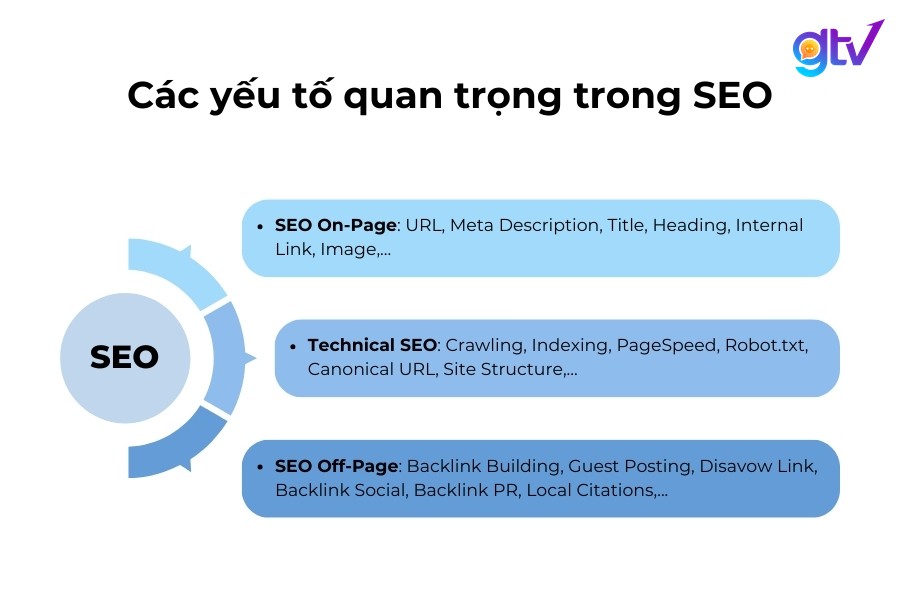 gtv
Các yếu tố quan trọng trong SEO
SEO
• SEO On-Page: URL, Meta Description, Title, Heading, Internal
Link, Image,...
• Technical SEO: Crawling, Indexing, PageSpeed, Robot.txt,
Canonical URL, Site Structure,...
• SEO Off-Page: Backlink Building, Guest Posting, Disavow Link,
Backlink Social, Backlink PR, Local Citations,...